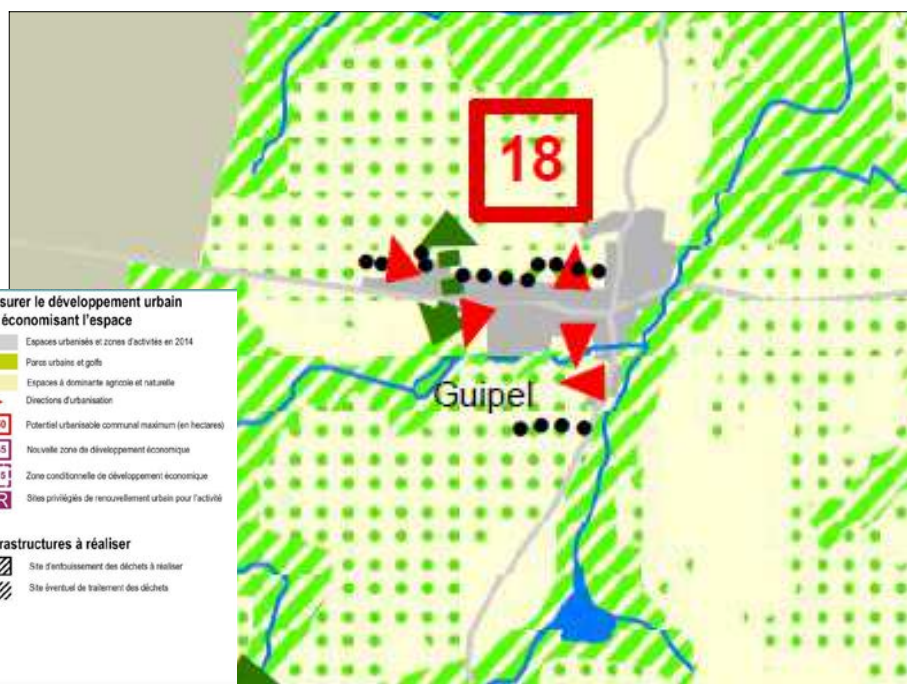 18
Guipel
surer le développement urbain
économisant l'espace
Espaces urbanisés et zones d'activités en 2014
Parcs urbains et golfs
Espaces à dominante agricole et naturelle
Directions d'urbanisation
0
Potentiel urbanisable communal maximum (en hectares)
5
Nouvelle zone de développement économique
5
Zone conditionnelle de développement économique
R
Sites privilégiés de renouvellement urbain pour l'activité
rastructures à réaliser
Site d'enfouissement des déchets à réaliser
Site éventuel de traitement des déchets